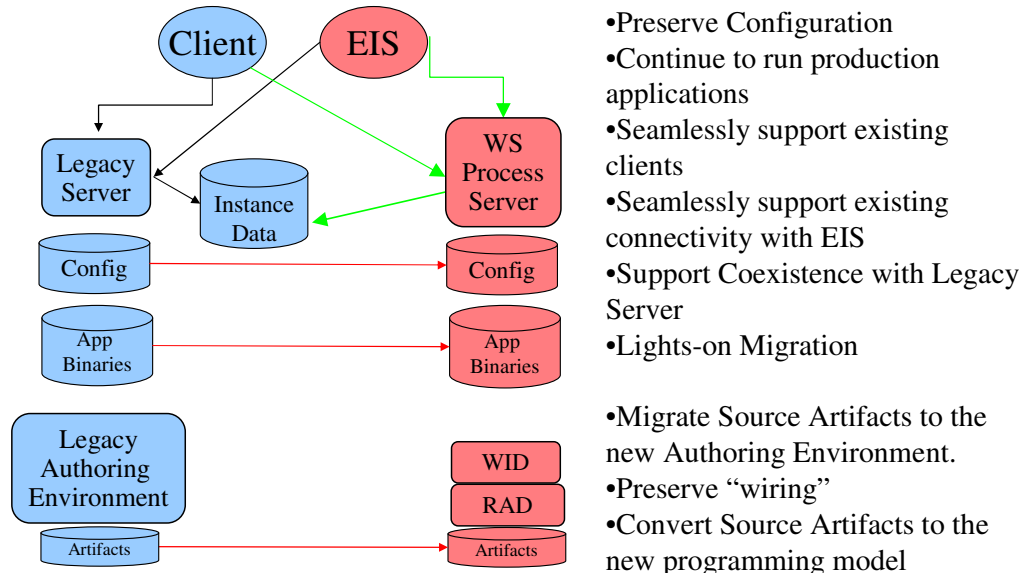 Client
EIS
Legacy
Server
Instance
Data
WS
Process
Server
Config
Config
App
Binaries
App
Binaries
Legacy
Authoring
Environment
WID
RAD
Artifacts
Artifacts
•Preserve Configuration
•Continue to run production
applications
•Seamlessly support existing
clients
•Seamlessly support existing
connectivity with EIS
•Support Coexistence with Legacy
Server
•Lights-on Migration
•Migrate Source Artifacts to the
new Authoring Environment.
•Preserve “wiring”
•Convert Source Artifacts to the
new programming model